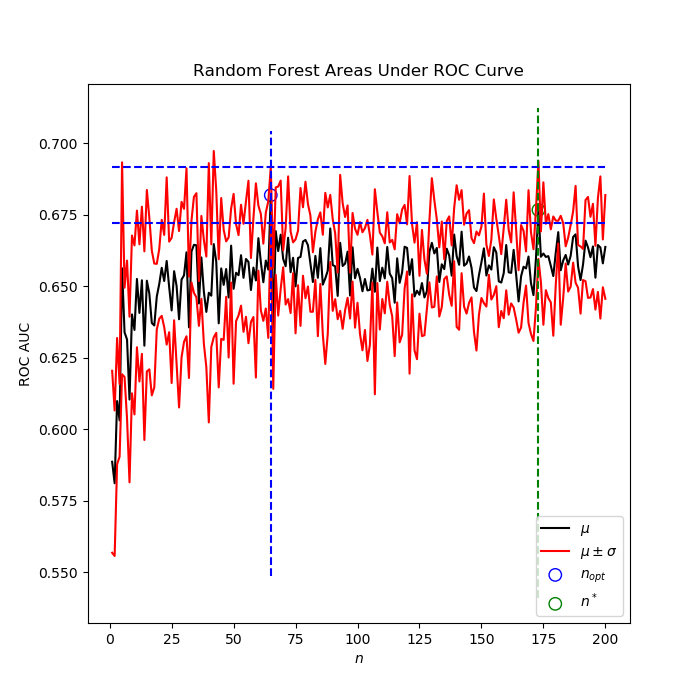 Random Forest Areas Under ROC Curve
ROC AUC
0.700
0.675
0.650
0.625
0.600
0.575
0.550
0 25 50 75 100 125 150 175 200
n
μ
μ ± σ
n_opt
n*